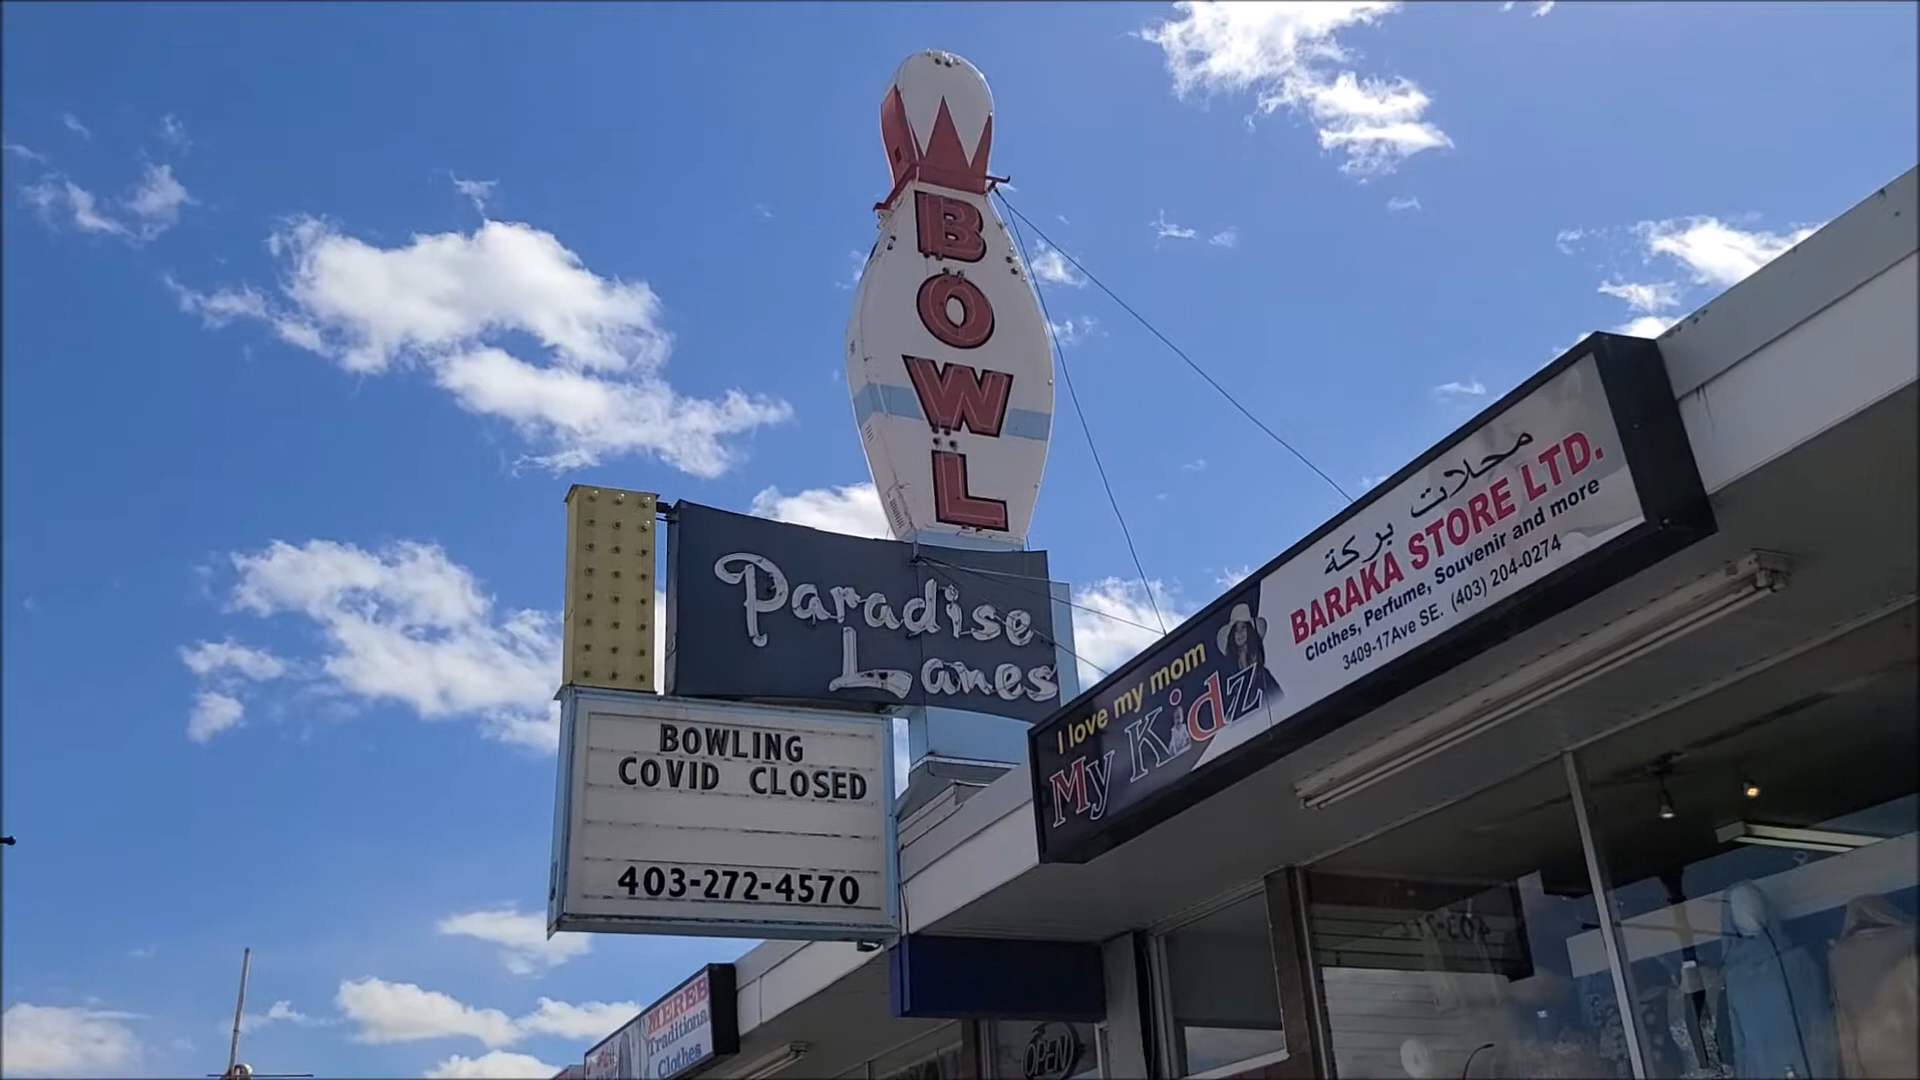 BOWL
Paradise
Lanes
BOWLING
COVID CLOSED
403-272-4570
I love my mom
My Kidz
محلات بركة
BARAKA STORE LTD.
Clothes, Perfume, Souvenir and more
3409-17Ave SE. (403) 204-0274
MEREB
Traditional
Clothes
OPEN